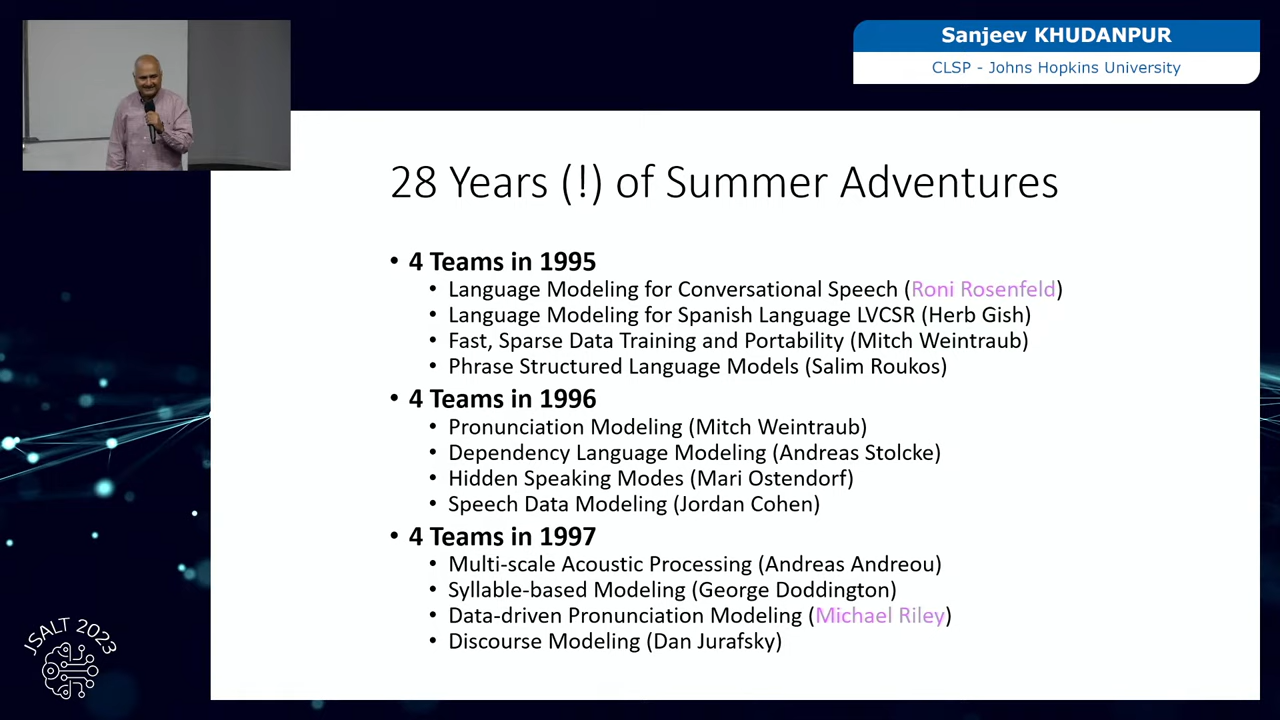 Sanjeev KHUDANPUR
CLSP - Johns Hopkins University
28 Years (!) of Summer Adventures
• 4 Teams in 1995
• Language Modeling for Conversational Speech (Roni Rosenfeld)
• Language Modeling for Spanish Language LVCSR (Herb Gish)
• Fast, Sparse Data Training and Portability (Mitch Weintraub)
• Phrase Structured Language Models (Salim Roukos)
• 4 Teams in 1996
• Pronunciation Modeling (Mitch Weintraub)
• Dependency Language Modeling (Andreas Stolcke)
• Hidden Speaking Modes (Mari Ostendorf)
• Speech Data Modeling (Jordan Cohen)
• 4 Teams in 1997
• Multi-scale Acoustic Processing (Andreas Andreou)
• Syllable-based Modeling (George Doddington)
• Data-driven Pronunciation Modeling (Michael Riley)
• Discourse Modeling (Dan Jurafsky)
JSALT 2023